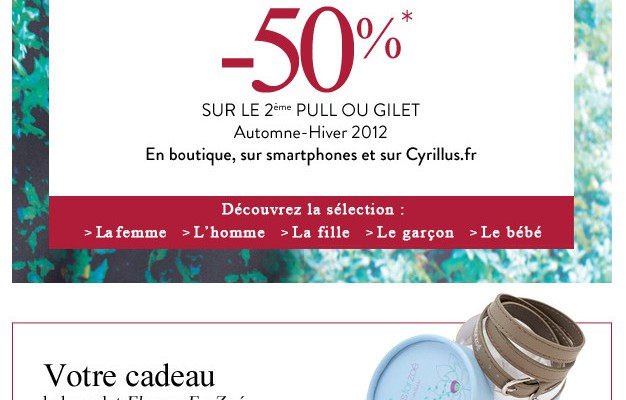 -50%*
SUR LE 2ème PULL OU GILET
Automne-Hiver 2012
En boutique, sur smartphones et sur Cyrillus.fr
Découvrez la sélection :
> La femme > L'homme > La fille > Le garçon > Le bébé
Votre cadeau